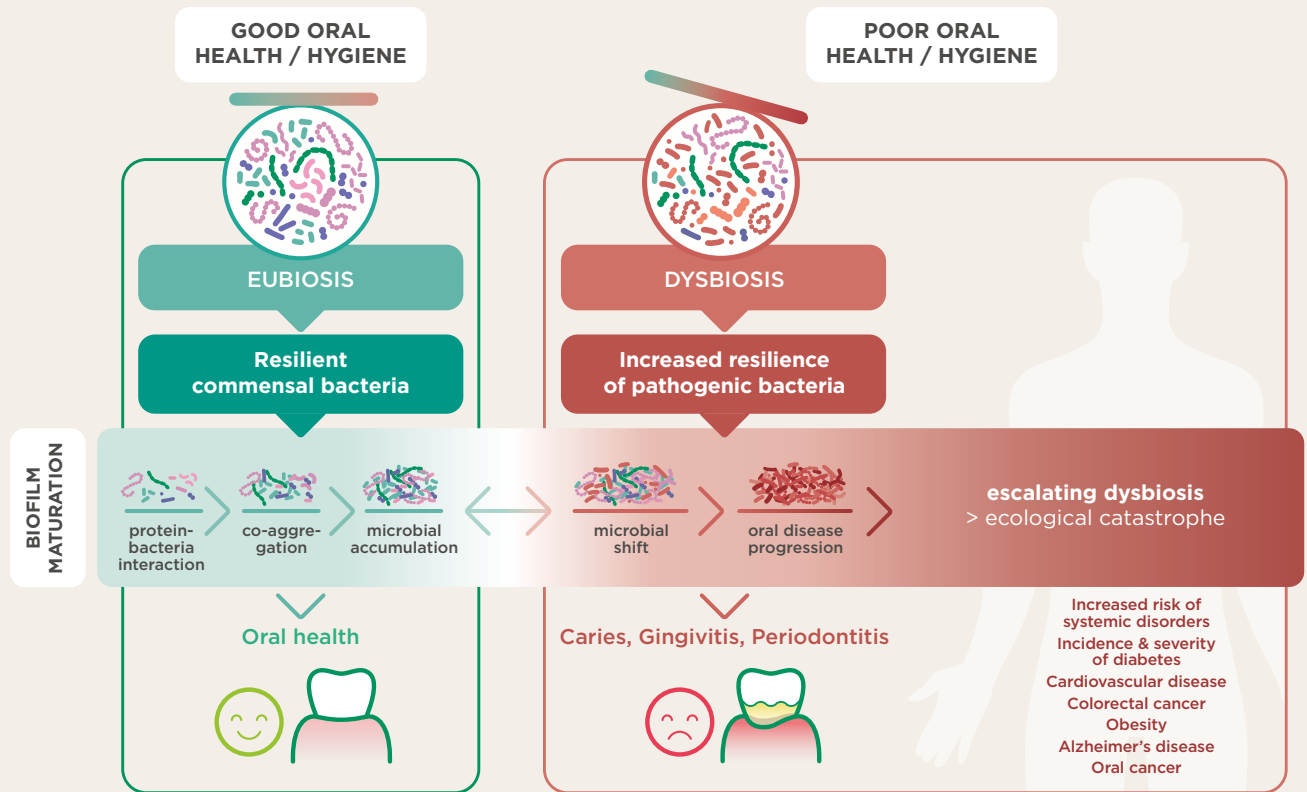 GOOD ORAL
HEALTH / HYGIENE
POOR ORAL
HEALTH / HYGIENE
EUBIOSIS
DYSBIOSIS
Resilient
commensal bacteria
Increased resilience
of pathogenic bacteria
BIOFILM
MATURATION
protein-
bacteria
interaction
co-aggre-
gation
microbial
accumulation
microbial
shift
oral disease
progression
escalating dysbiosis
> ecological catastrophe
Oral health
Caries, Gingivitis, Periodontitis
Increased risk of
systemic disorders
Incidence & severity
of diabetes
Cardiovascular disease
Colorectal cancer
Obesity
Alzheimer's disease
Oral cancer